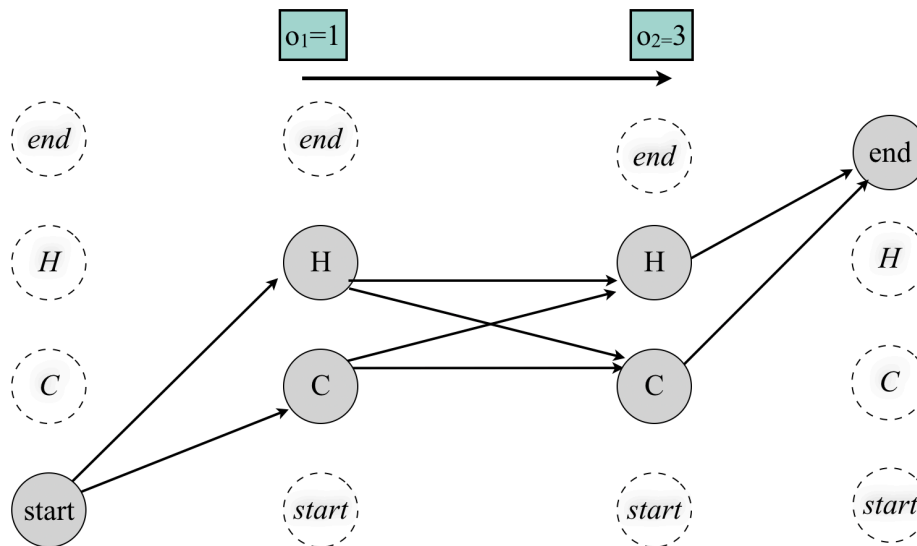 o₁=1 o₂=3
end end end end
H H H H
C C C C
start start start start